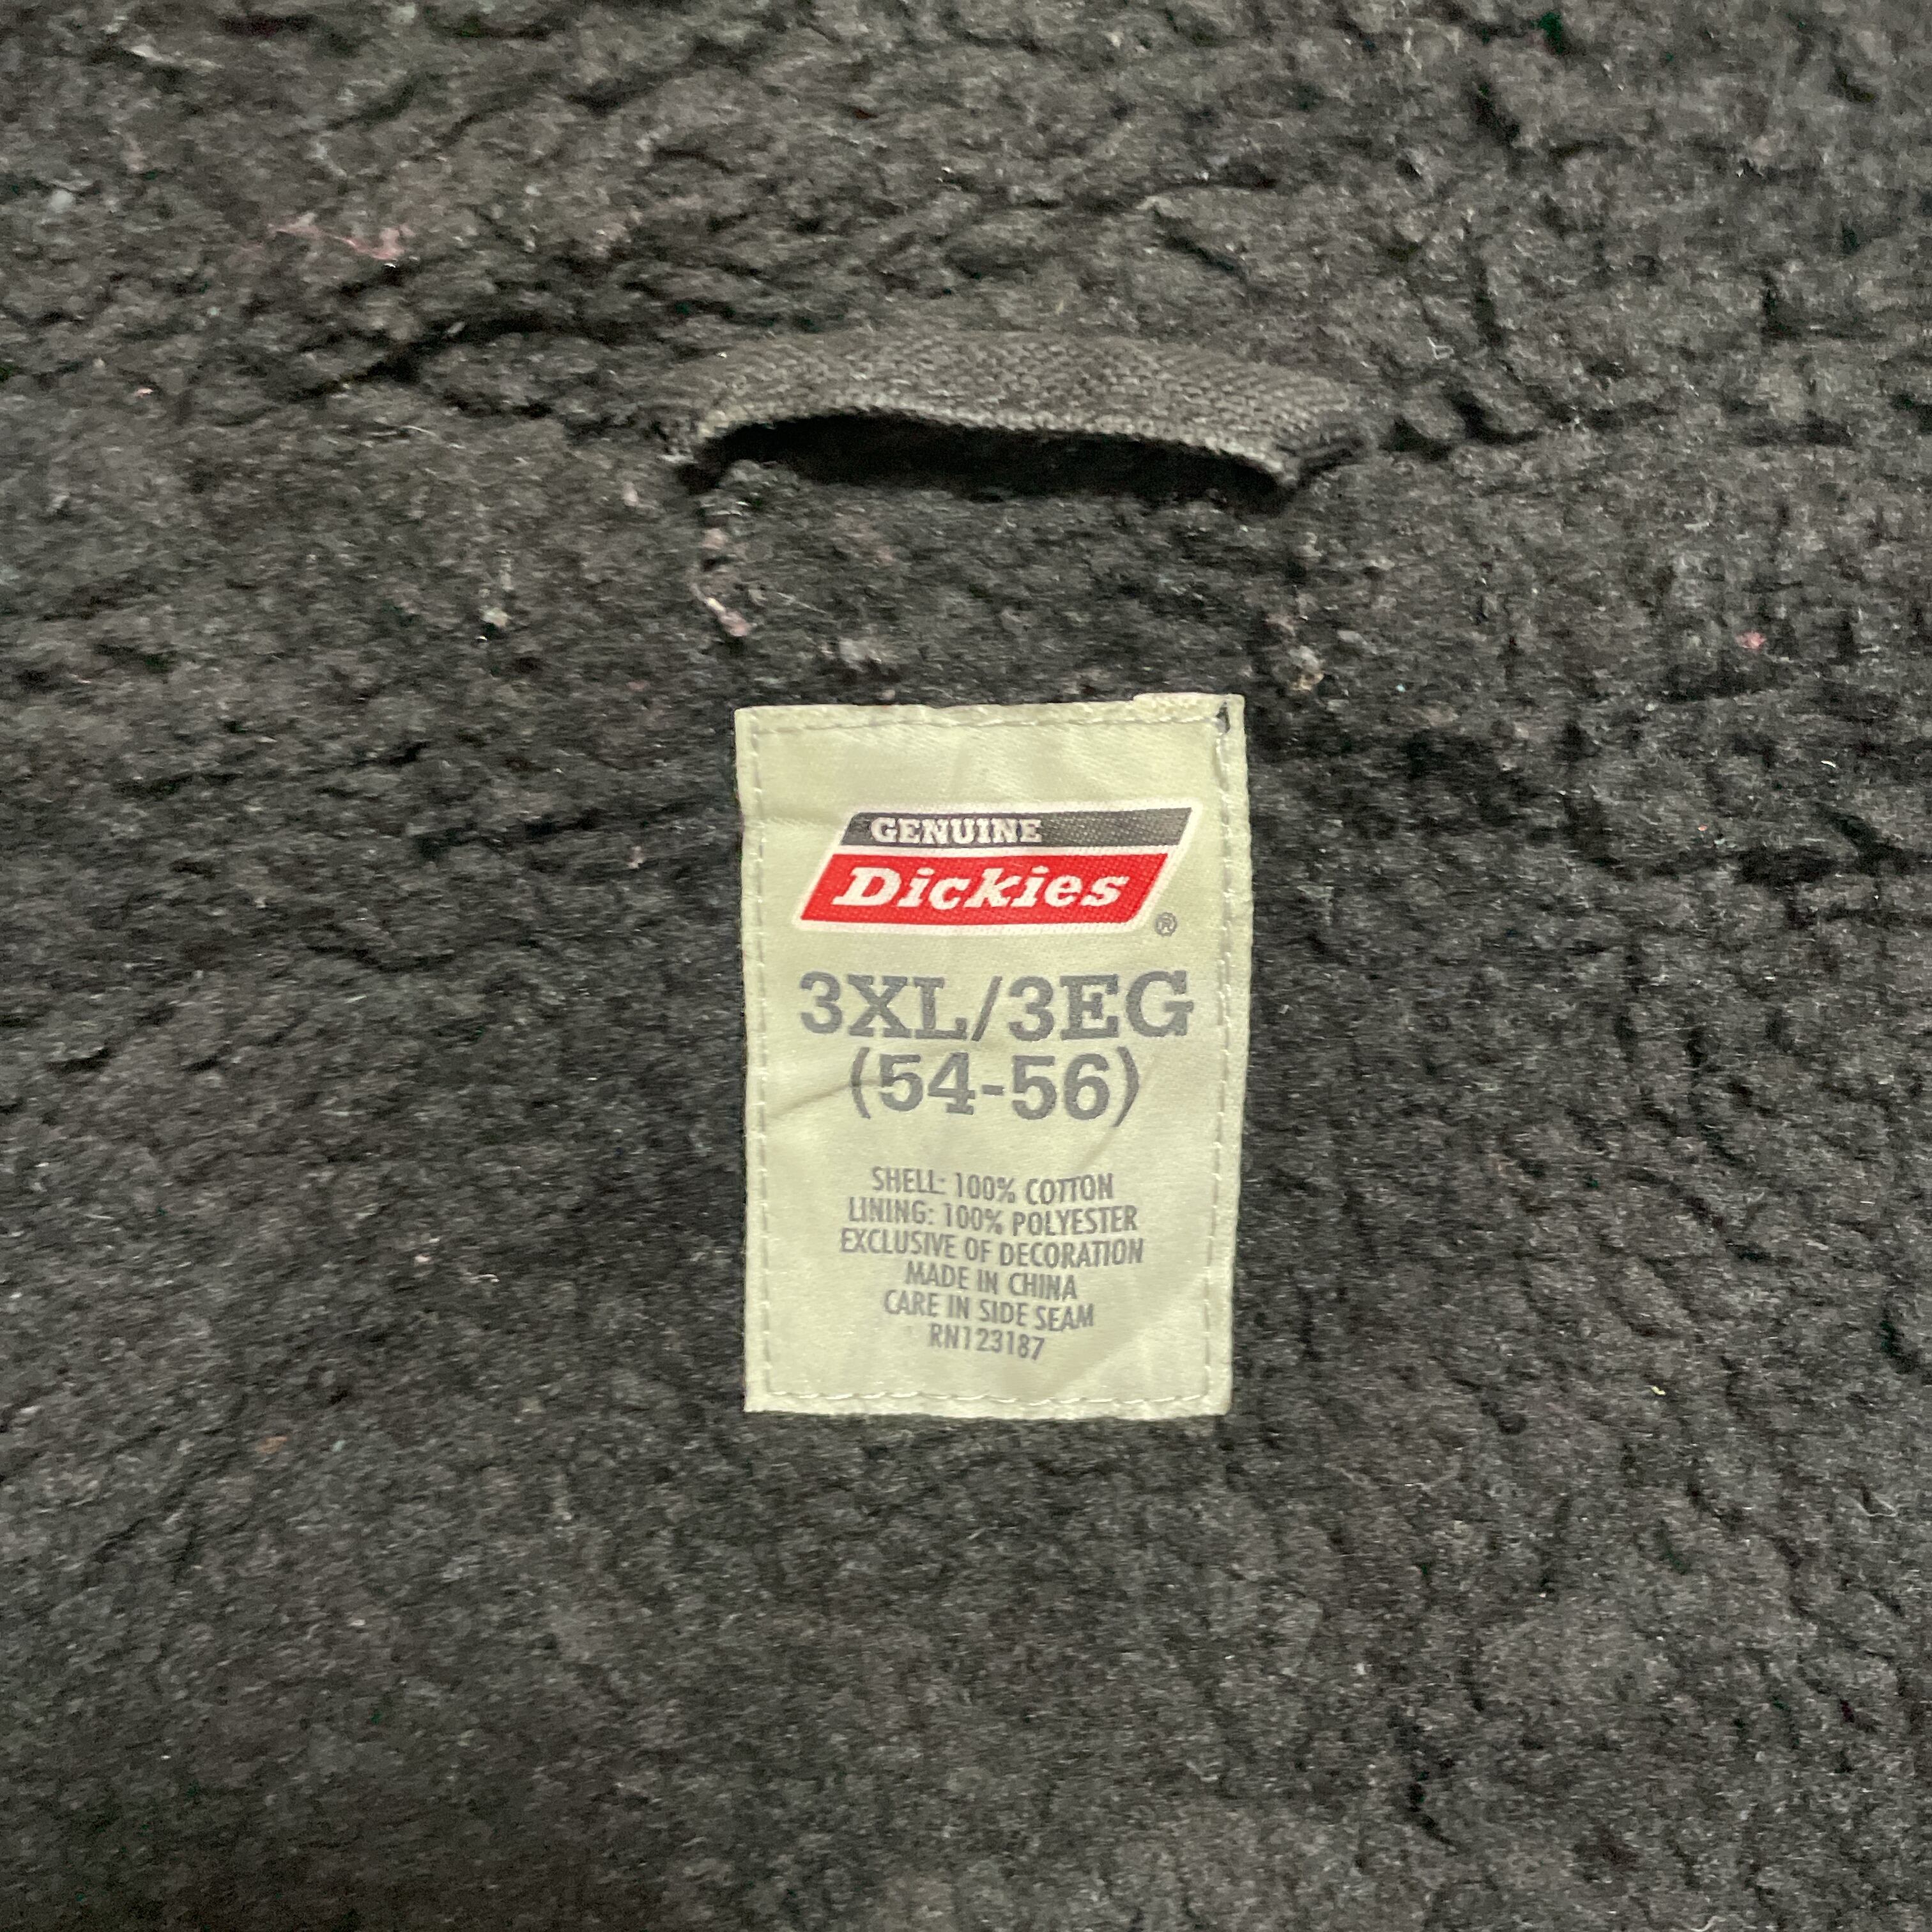 GENUINE
Dickies®
3XL/3EG
(54-56)
SHELL: 100% COTTON
LINING: 100% POLYESTER
EXCLUSIVE OF DECORATION
MADE IN CHINA
CARE IN SIDE SEAM
RN123187